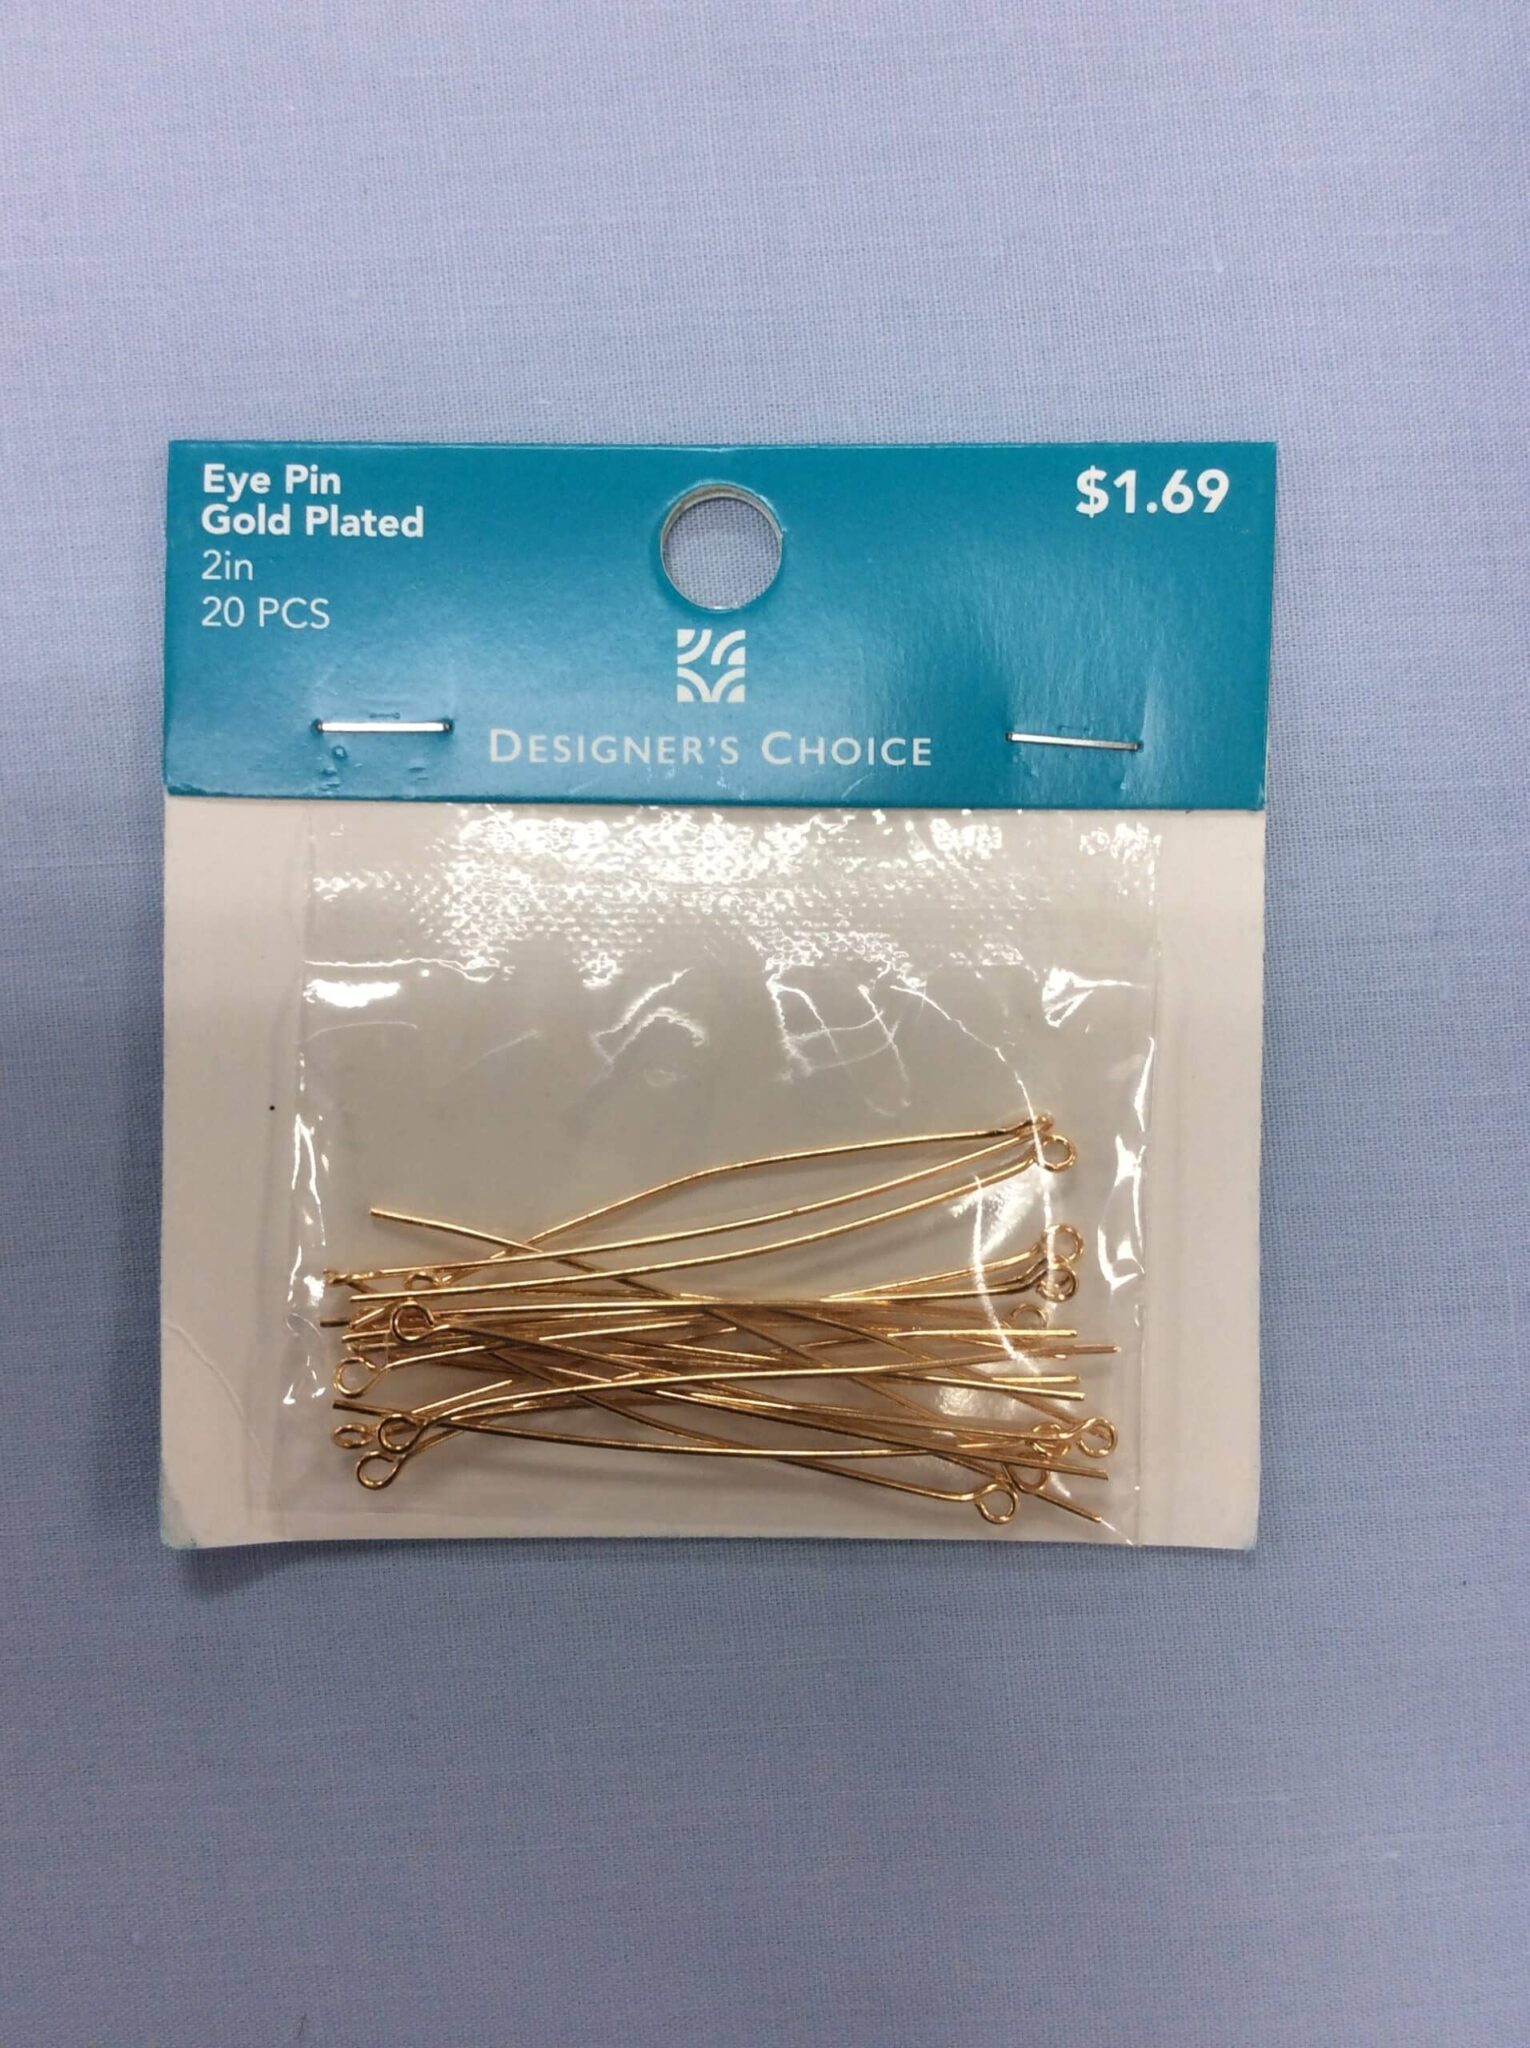 Eye Pin
Gold Plated
2in
20 PCS
$1.69
DESIGNER'S CHOICE